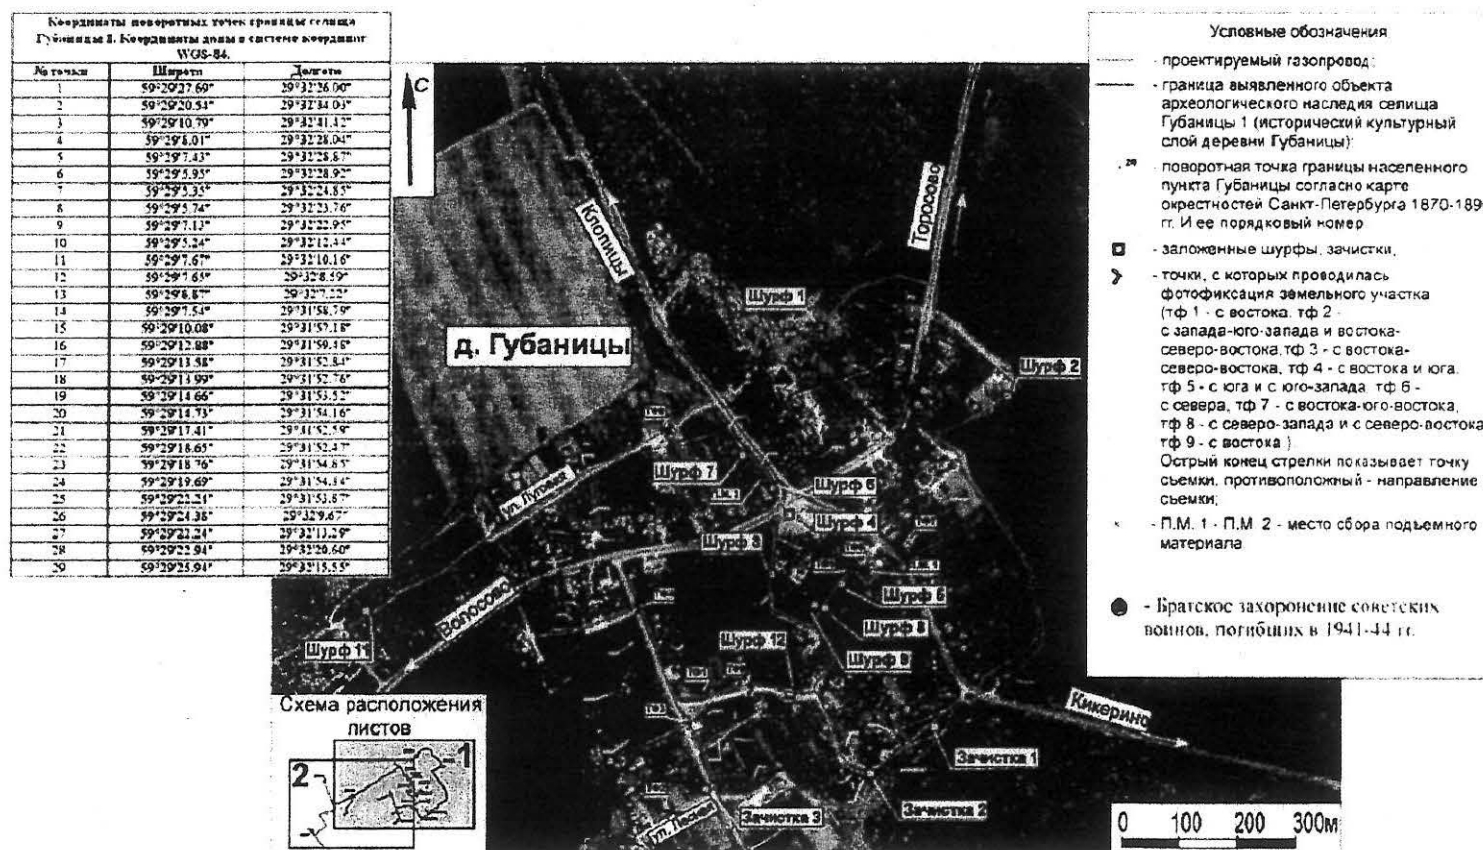 Координаты поворотных точек границы селища
Губаницы 1. Координаты даны в системе координат
WGS-84.
№ точки Широта Долгота
1 59°29'27.69" 29°32'26.00"
2 59°29'20.54" 29°32'34.03"
3 59°29'10.79" 29°32'41.42"
4 59°29'8.01" 29°32'28.04"
5 59°29'7.43" 29°32'28.87"
6 59°29'5.95" 29°32'28.92"
7 59°29'5.35" 29°32'24.85"
8 59°29'5.74" 29°32'23.76"
9 59°29'7.13" 29°32'22.95"
10 59°29'5.24" 29°32'12.44"
11 59°29'7.67" 29°32'10.16"
12 59°29'7.65" 29°32'8.59"
13 59°29'8.87" 29°32'7.22"
14 59°29'7.54" 29°31'58.79"
15 59°29'10.08" 29°31'57.18"
16 59°29'12.88" 29°31'59.48"
17 59°29'13.58" 29°31'52.84"
18 59°29'13.99" 29°31'52.76"
19 59°29'14.66" 29°31'53.52"
20 59°29'14.73" 29°31'54.16"
21 59°29'17.41" 29°31'52.59"
22 59°29'18.65" 29°31'52.47"
23 59°29'18.76" 29°31'54.85"
24 59°29'19.69" 29°31'54.84"
25 59°29'22.21" 29°31'53.87"
26 59°29'24.38" 29°32'9.67"
27 59°29'22.24" 29°32'13.29"
28 59°29'22.94" 29°32'20.60"
29 59°29'25.94" 29°32'15.55"
С
Клопицы
Торосово
Шурф 1
д. Губаницы
Шурф 2
Шурф 7
ул. Луговая
Шурф 6
Шурф 4
Шурф 3
Волосово
Шурф 5
Шурф 8
Шурф 11
Шурф 12
Шурф 9
Кикерино
Зачистка 1
Зачистка 2
Зачистка 3
ул. Лесная
Схема расположения
листов
1
2
Условные обозначения
- проектируемый газопровод;
- граница выявленного объекта
археологического наследия селища
Губаницы 1 (исторический культурный
слой деревни Губаницы);
29 - поворотная точка границы населенного
пункта Губаницы согласно карте
окрестностей Санкт-Петербурга 1870-189
гг. И ее порядковый номер
- заложенные шурфы, зачистки,
- точки, с которых проводилась
фотофиксация земельного участка
(тф 1 - с востока, тф 2 -
с запада-юго-запада и востока-
северо-востока, тф 3 - с востока-
северо-востока, тф 4 - с востока и юга,
тф 5 - с юга и с юго-запада, тф 6 -
с севера, тф 7 - с востока-юго-востока,
тф 8 - с северо-запада и с северо-востока
тф 9 - с востока )
Острый конец стрелки показывает точку
съемки, противоположный - направление
съемки;
- П.М. 1 - П.М. 2 - место сбора подъемного
материала
- Братское захоронение советских
воинов, погибших в 1941-44 гг.
0 100 200 300м